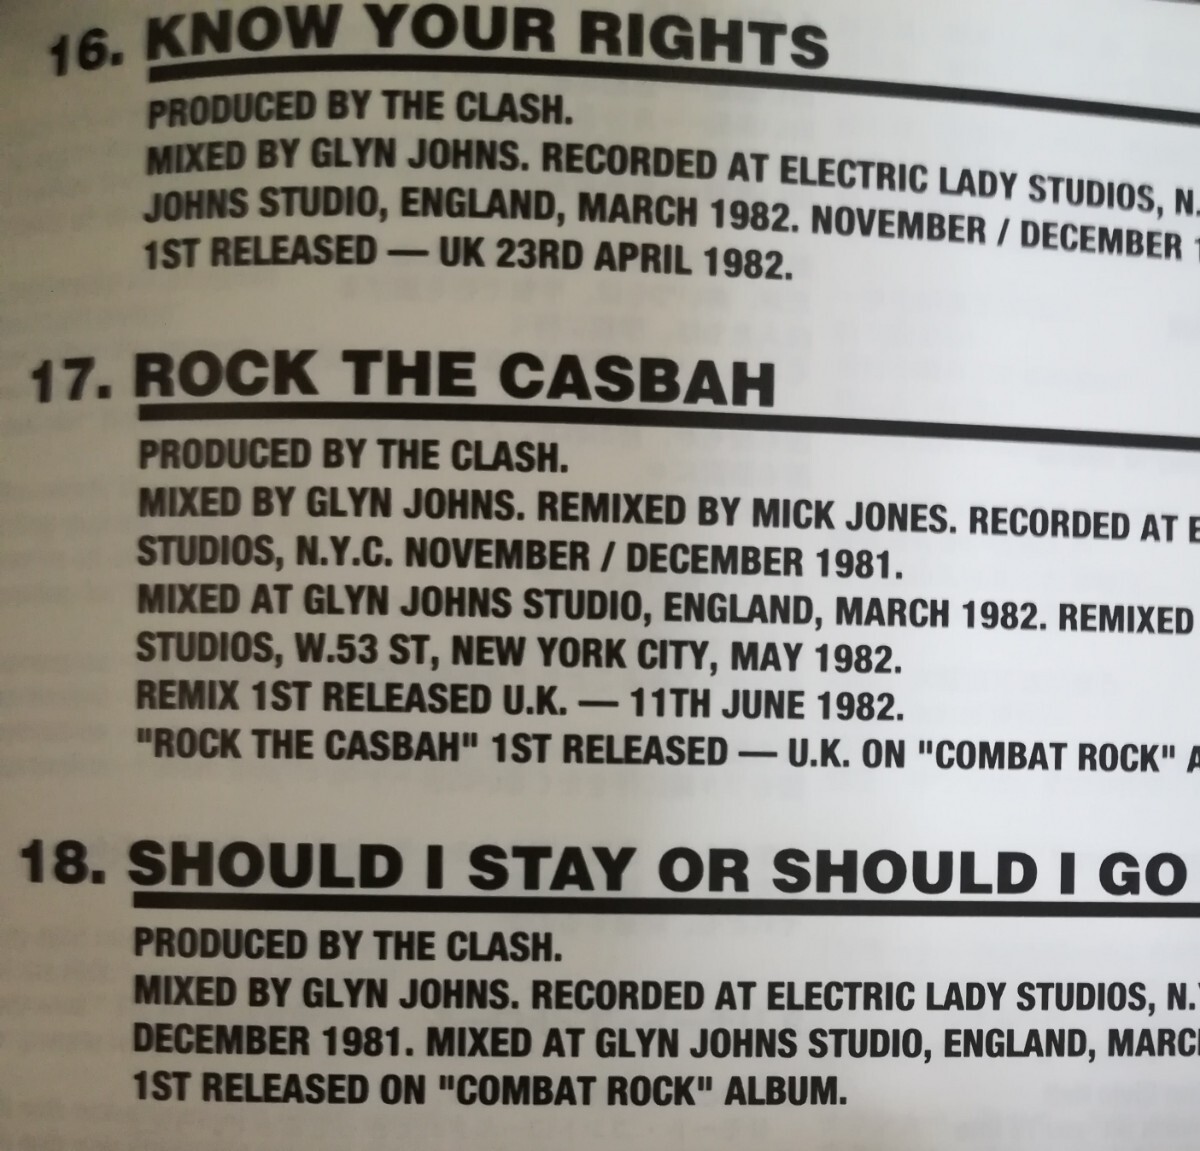 16. KNOW YOUR RIGHTS
PRODUCED BY THE CLASH.
MIXED BY GLYN JOHNS. RECORDED AT ELECTRIC LADY STUDIOS, N.
JOHNS STUDIO, ENGLAND, MARCH 1982. NOVEMBER / DECEMBER 1
1ST RELEASED — UK 23RD APRIL 1982.
17. ROCK THE CASBAH
PRODUCED BY THE CLASH.
MIXED BY GLYN JOHNS. REMIXED BY MICK JONES. RECORDED AT E
STUDIOS, N.Y.C. NOVEMBER / DECEMBER 1981.
MIXED AT GLYN JOHNS STUDIO, ENGLAND, MARCH 1982. REMIXED
STUDIOS, W.53 ST, NEW YORK CITY, MAY 1982.
REMIX 1ST RELEASED U.K. — 11TH JUNE 1982.
"ROCK THE CASBAH" 1ST RELEASED — U.K. ON "COMBAT ROCK" A
18. SHOULD I STAY OR SHOULD I GO
PRODUCED BY THE CLASH.
MIXED BY GLYN JOHNS. RECORDED AT ELECTRIC LADY STUDIOS, N.
DECEMBER 1981. MIXED AT GLYN JOHNS STUDIO, ENGLAND, MARC
1ST RELEASED ON "COMBAT ROCK" ALBUM.